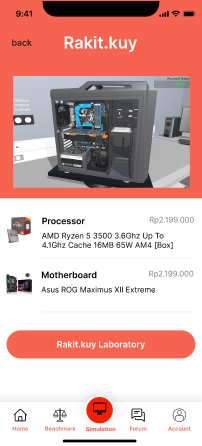 9:41
back
Rakit.kuy
Processor
Rp2.199.000
AMD Ryzen 5 3500 3.6Ghz Up To
4.1Ghz Cache 16MB 65W AM4 [Box]
Motherboard
Rp2.199.000
Asus ROG Maximus XII Extreme
Rakit.kuy Laboratory
Home
Benchmark
Simulation
Forum
Account